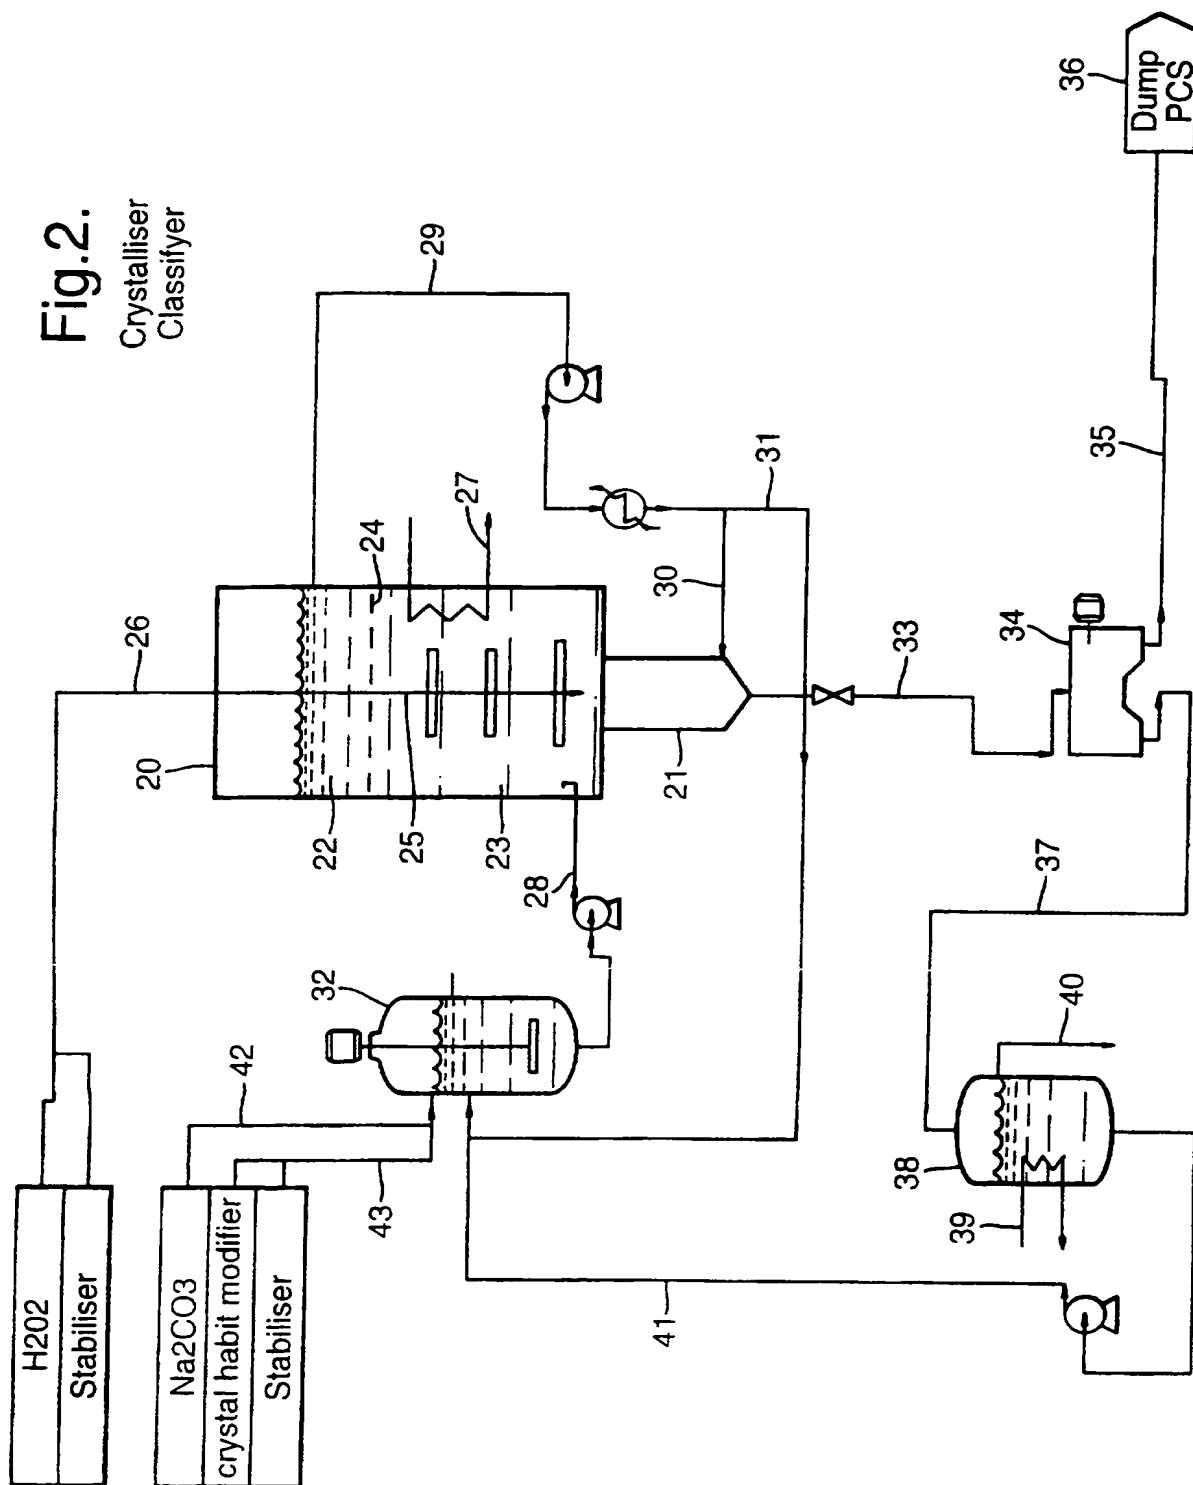 Fig.2.
Crystalliser
Classifyer
H202
Stabiliser
Na2CO3
crystal habit modifier
Stabiliser
26
20
22
25
23
24
27
29
28
21
30
31
32
42
43
33
34
35
36
Dump
PCS
37
38
39
40
41